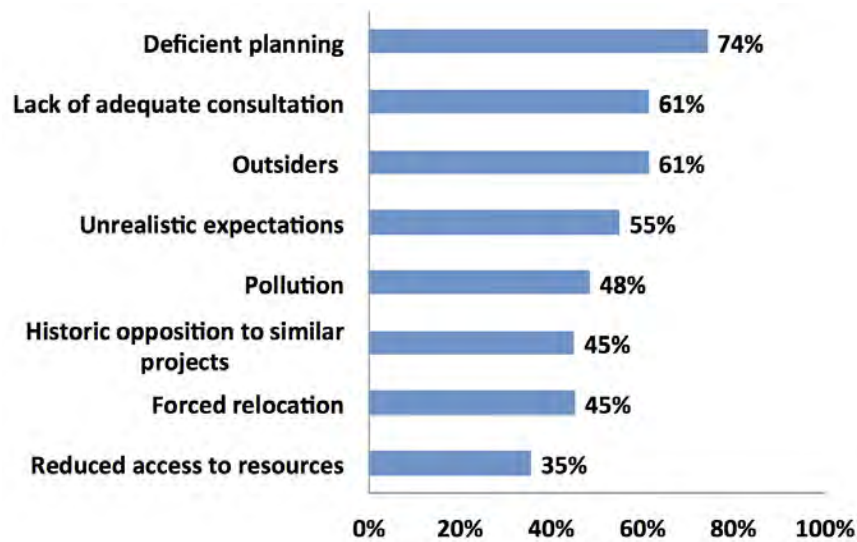 Deficient planning 74%
Lack of adequate consultation 61%
Outsiders 61%
Unrealistic expectations 55%
Pollution 48%
Historic opposition to similar
projects 45%
Forced relocation 45%
Reduced access to resources 35%
0% 20% 40% 60% 80% 100%